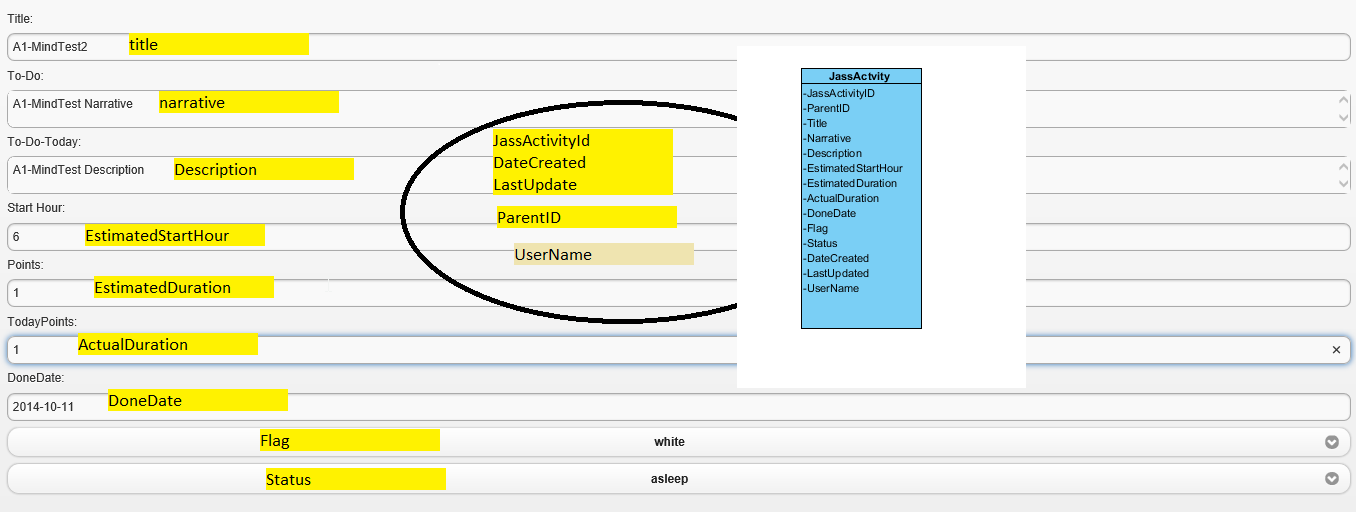 Title:
A1-MindTest2 title
To-Do:
A1-MindTest Narrative narrative
To-Do-Today:
A1-MindTest Description Description
Start Hour:
6 EstimatedStartHour
Points:
1 EstimatedDuration
TodayPoints:
1 ActualDuration
DoneDate:
2014-10-11 DoneDate
Flag white
Status asleep
JassActivityId
DateCreated
LastUpdate
ParentID
UserName
JassActvity
-JassActivityID
-ParentID
-Title
-Narrative
-Description
-EstimatedStartHour
-EstimatedDuration
-ActualDuration
-DoneDate
-Flag
-Status
-DateCreated
-LastUpdated
-UserName